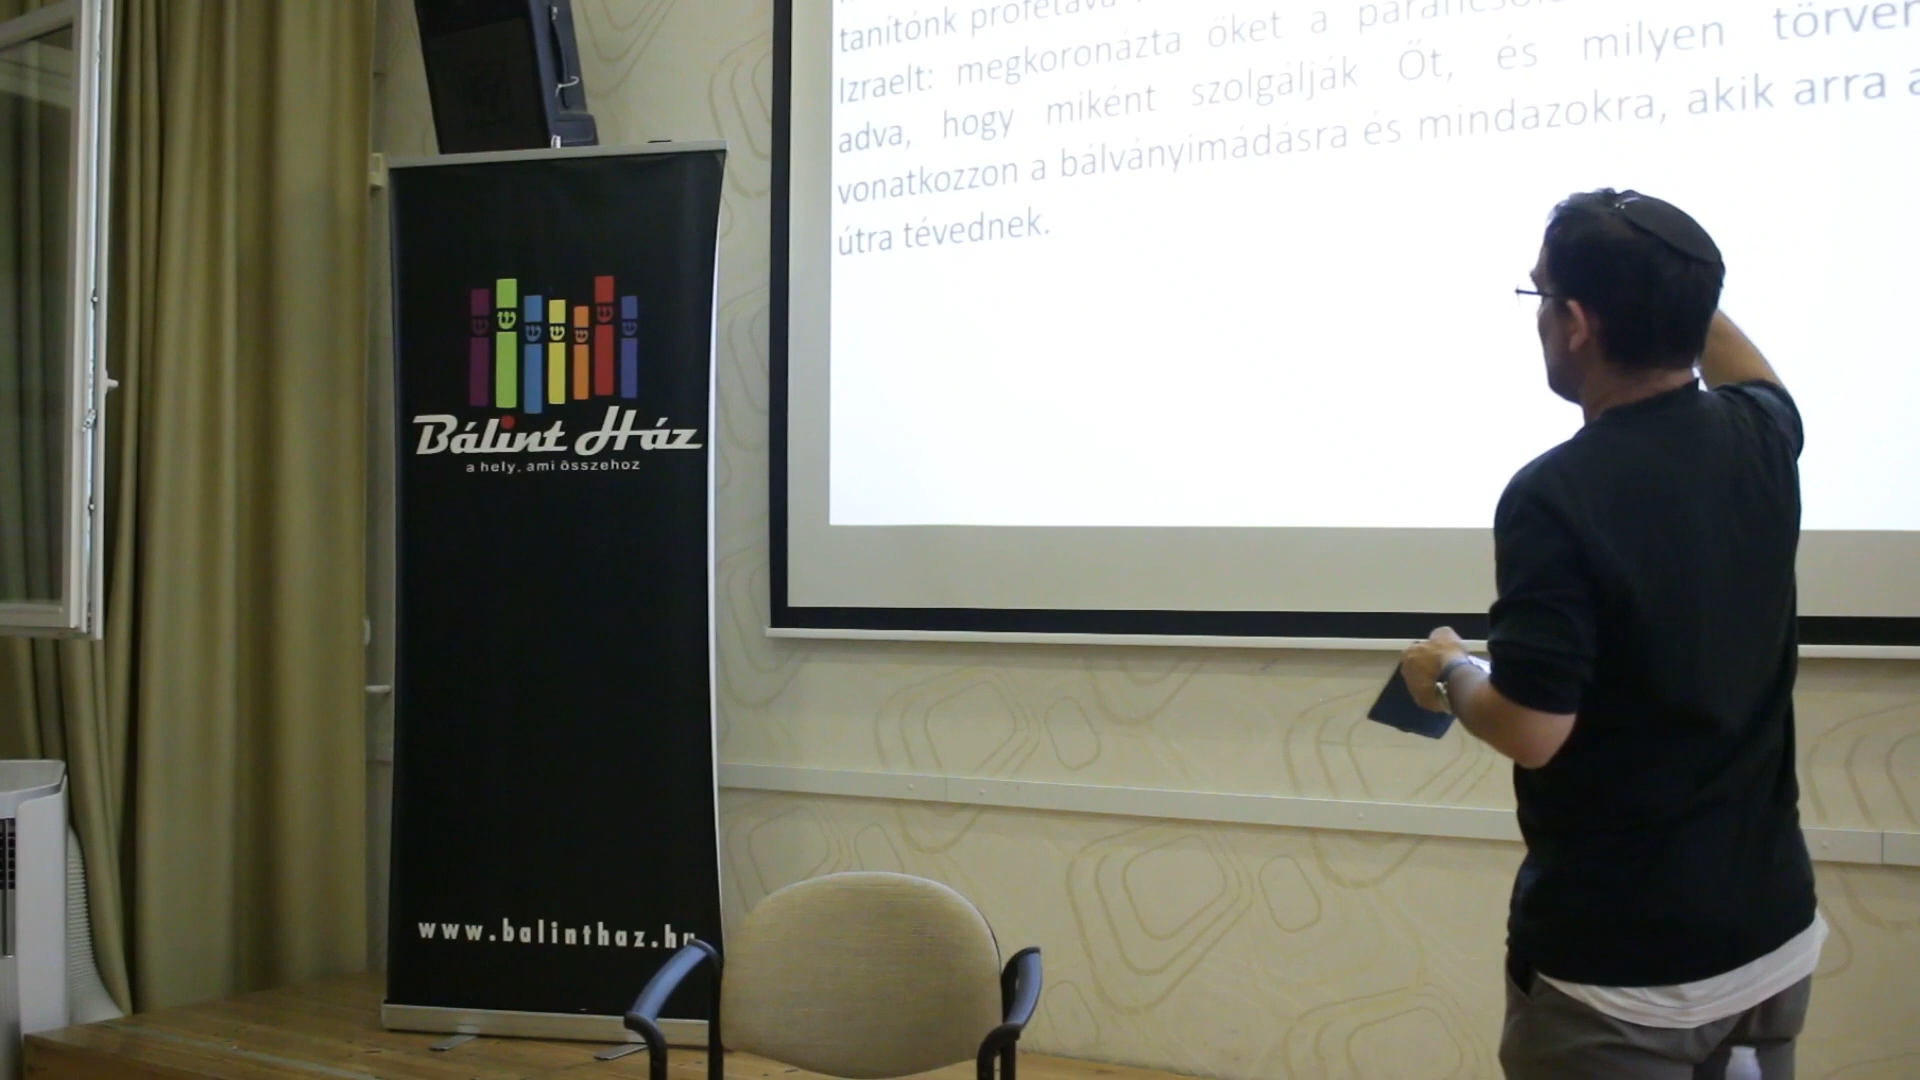 ש ש ש ש ש ש ש
Bálint Ház
a hely, ami összehoz
www.balinthaz.hu
tanítónk prófétává
Izraelt: megkoronázta őket a
adva, hogy miként szolgálják Őt, és milyen
vonatkozzon a bálványimádásra és mindazokra, akik arra a
útra tévednek.